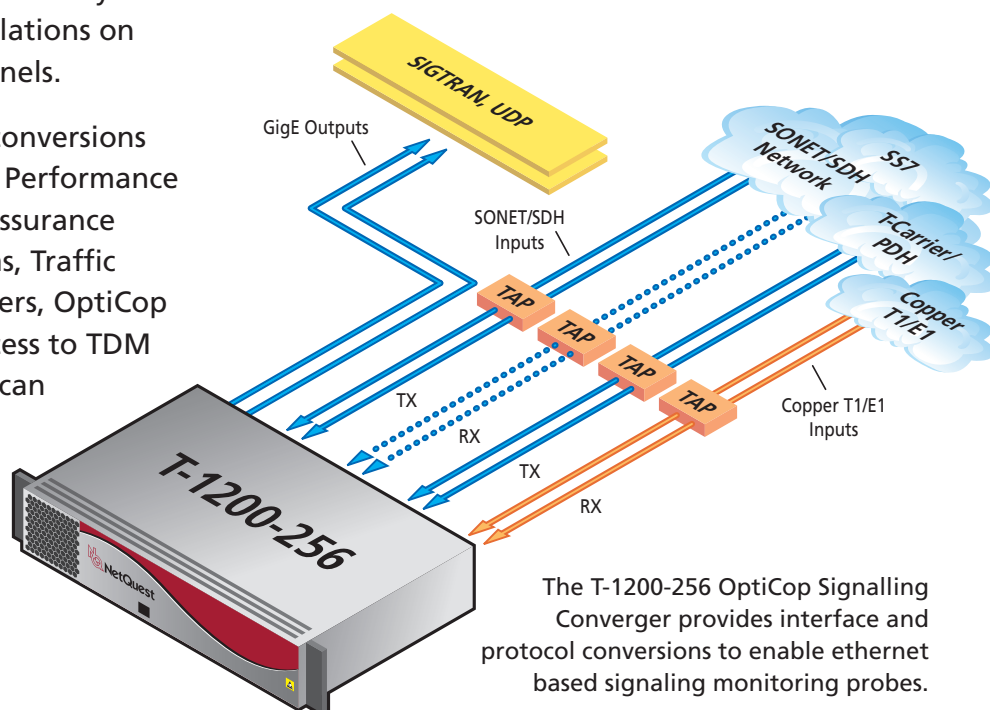 lations on
nels.
conversions
Performance
ssurance
s, Traffic
ers, OptiCop
ess to TDM
can
SIGTRAN, UDP
GigE Outputs
SONET/SDH
Network
SS7
SONET/SDH
Inputs
T-Carrier/
PDH
Copper
T1/E1
TAP
TAP
TAP
TAP
Copper T1/E1
Inputs
TX
RX
TX
RX
T-1200-256
NetQuest
The T-1200-256 OptiCop Signalling
Converger provides interface and
protocol conversions to enable ethernet
based signaling monitoring probes.